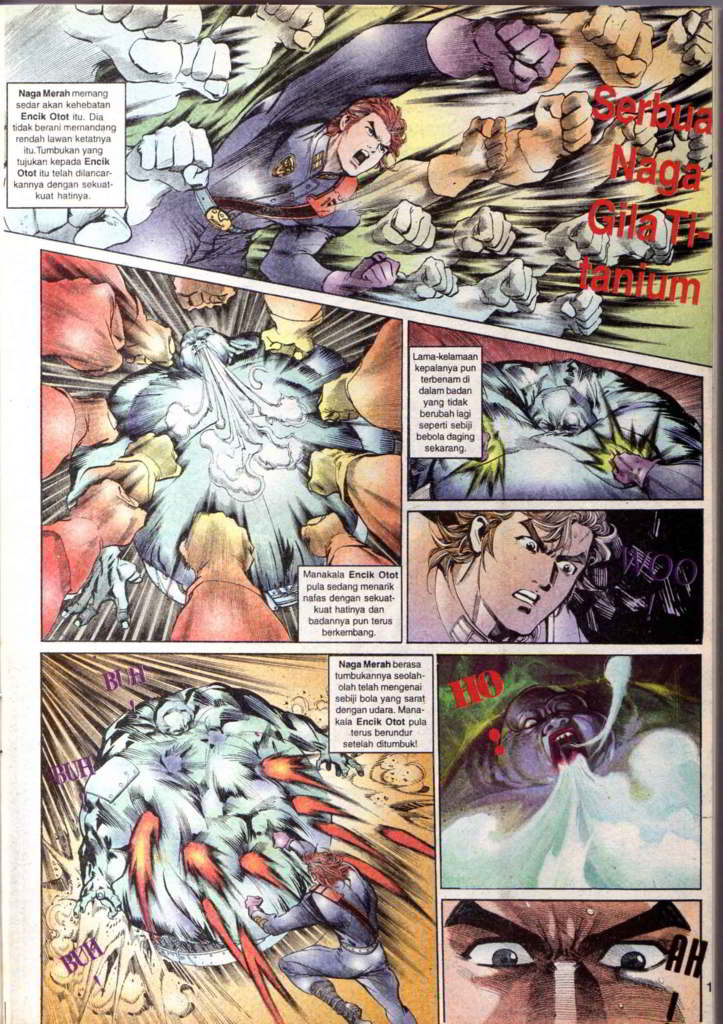 Naga Merah memang
sedar akan kehebatan
Encik Otot itu. Dia
tidak berani memandang
rendah lawan ketatnya
itu.Tumbukan yang
tujukan kepada Encik
Otot itu telah dilancar-
kannya dengan sekuat-
kuat hatinya.
Serbua
Naga
Gila Ti-
tanium
Lama-kelamaan
kepalanya pun
terbenam di
dalam badan
yang tidak
berubah lagi
seperti sebiji
bebola daging
sekarang.
Manakala Encik Otot
pula sedang menarik
nafas dengan sekuat-
kuat hatinya dan
badannya pun terus
berkembang.
WOO
!
Naga Merah berasa
tumbukannya seolah-
olah telah mengenai
sebiji bola yang sarat
dengan udara. Mana-
kala Encik Otot pula
terus berundur
setelah ditumbuk!
BUH
!
BUH
!
BUH
!
HO
!
AH
!
1